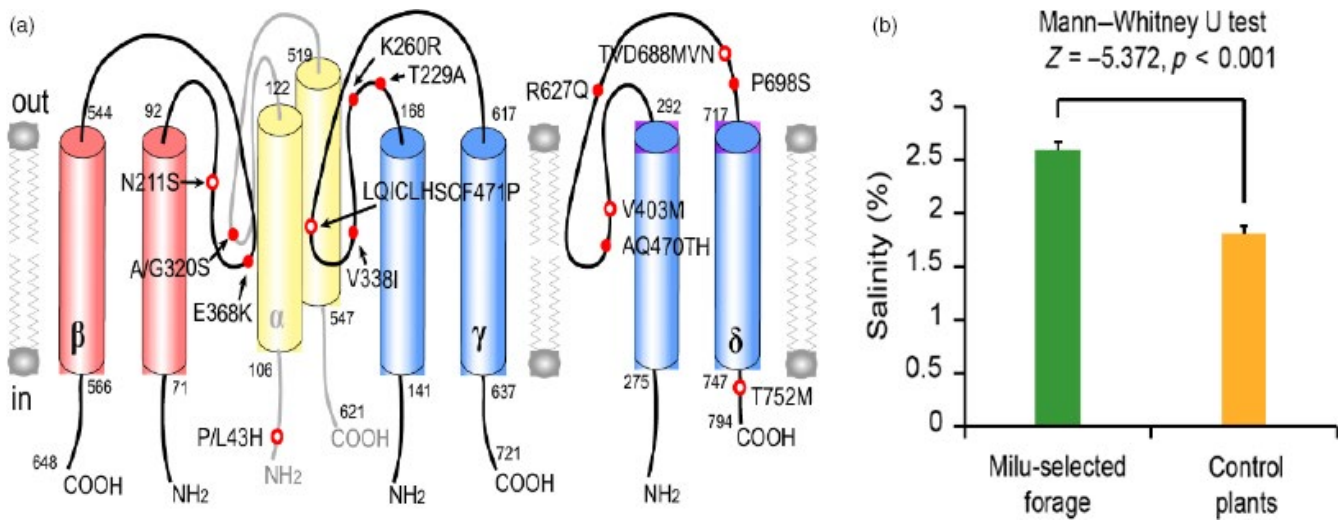 (a)
out
in
544
92
N211S
A/G320S
E368K
β
566
71
648
COOH
NH2
P/L43H
519
122
α
106
547
621
COOH
NH2
K260R
T229A
168
617
LQICLHSCF471P
V338I
γ
141
637
721
COOH
NH2
TVD688MVN
R627Q
P698S
292
717
V403M
AQ470TH
δ
275
747
T752M
794
COOH
NH2
(b)
Mann–Whitney U test
Z = –5.372, p < 0.001
Salinity (%)
3
2.5
2
1.5
1
0.5
0
Milu-selected
forage
Control
plants